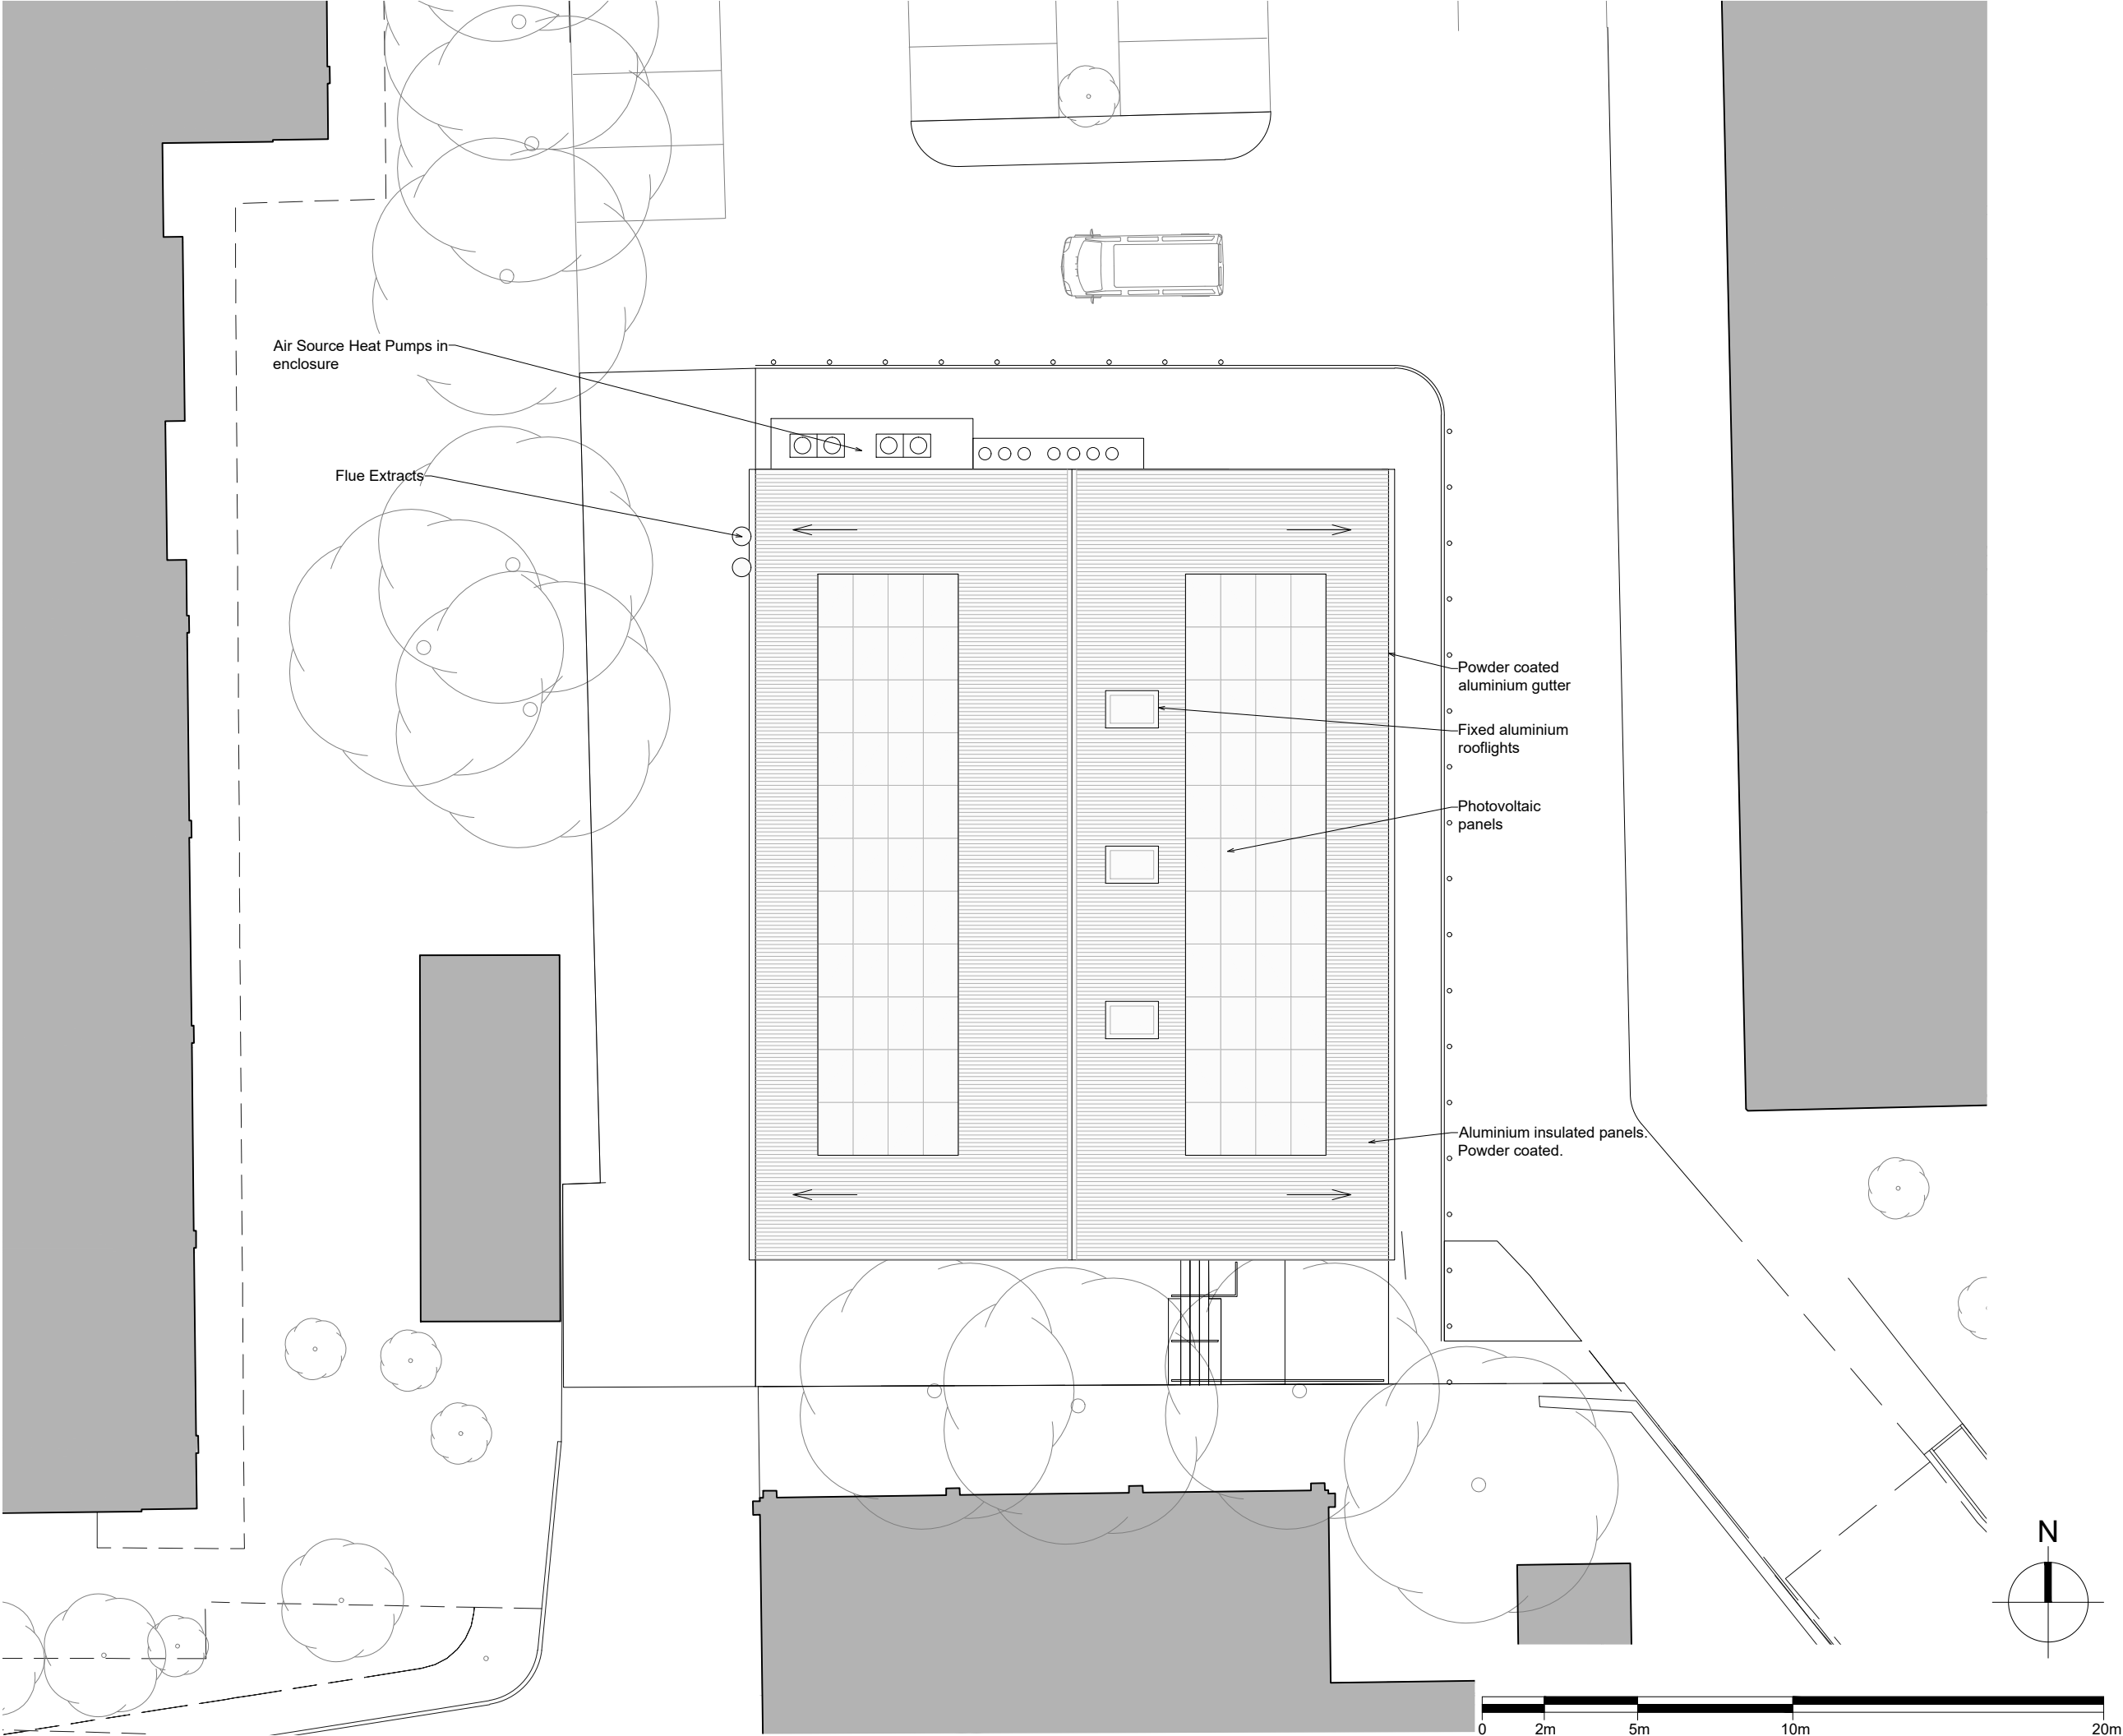 Air Source Heat Pumps in
enclosure
Flue Extracts
Powder coated
aluminium gutter
Fixed aluminium
rooflights
Photovoltaic
panels
Aluminium insulated panels.
Powder coated.
N
0 2m 5m 10m 20m